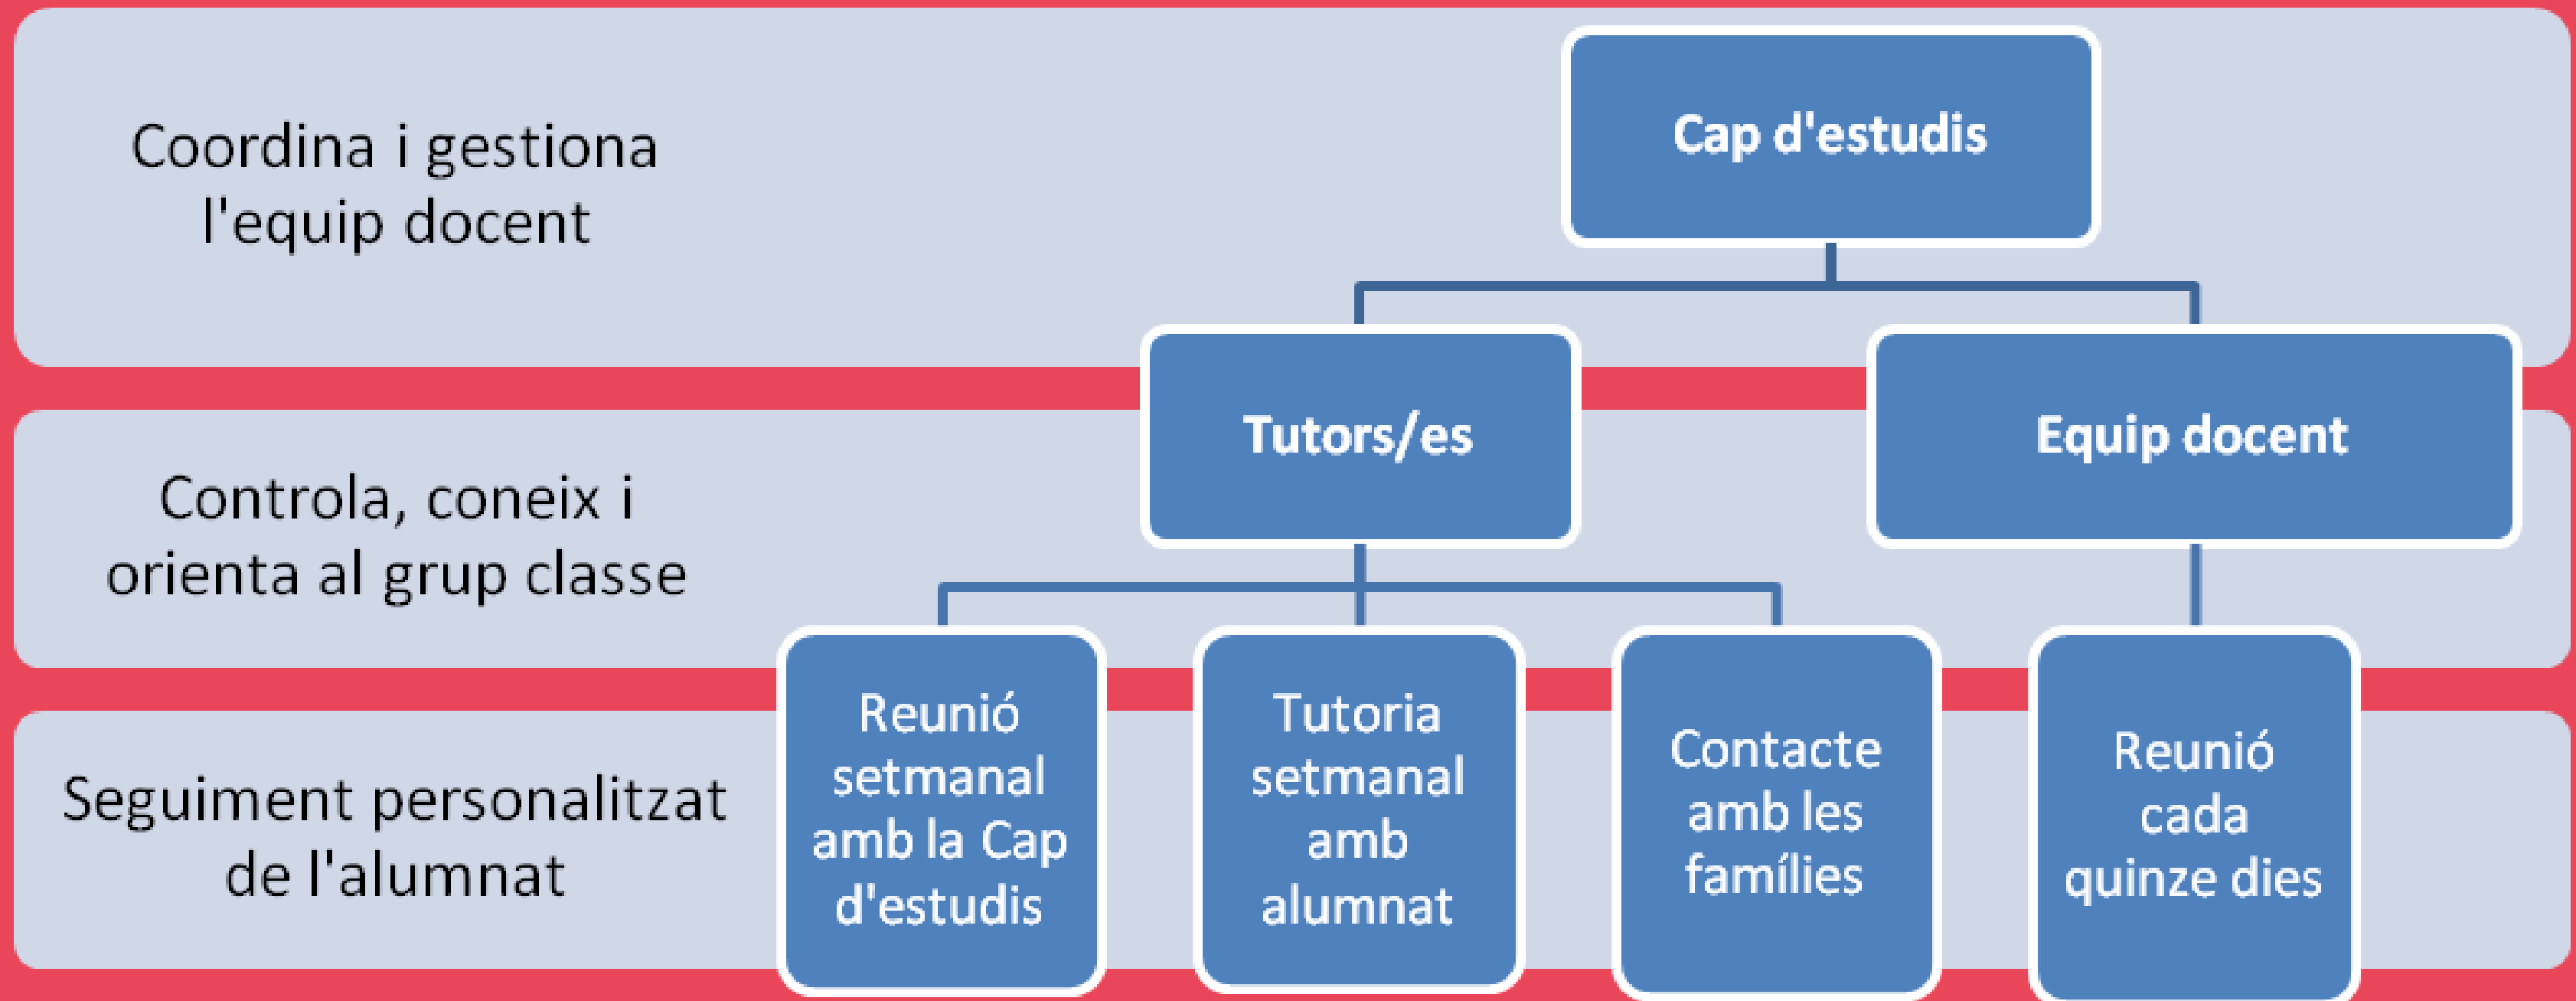 Coordina i gestiona
l'equip docent
Cap d'estudis
Controla, coneix i
orienta al grup classe
Tutors/es
Equip docent
Seguiment personalitzat
de l'alumnat
Reunió
setmanal
amb la Cap
d'estudis
Tutoria
setmanal
amb
alumnat
Contacte
amb les
famílies
Reunió
cada
quinze dies